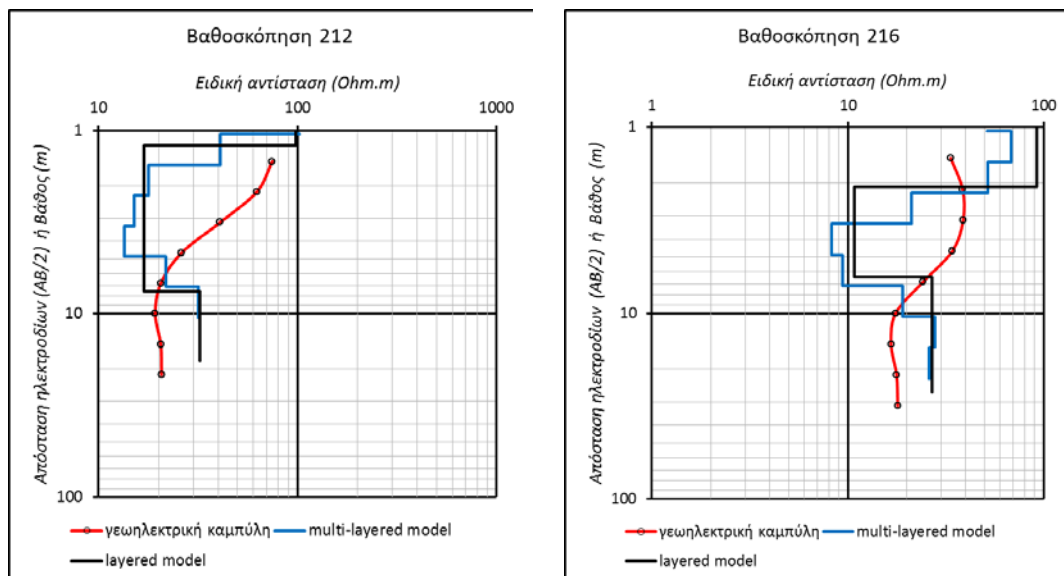 Βαθοσκόπηση 212
Ειδική αντίσταση (Ohm.m)
10 100 1000
1
10
100
Απόσταση ηλεκτροδίων (AB/2) ή Βάθος (m)
γεωηλεκτρική καμπύλη multi-layered model
layered model
Βαθοσκόπηση 216
Ειδική αντίσταση (Ohm.m)
1 10 100
1
10
100
Απόσταση ηλεκτροδίων (AB/2) ή Βάθος (m)
γεωηλεκτρική καμπύλη multi-layered model
layered model